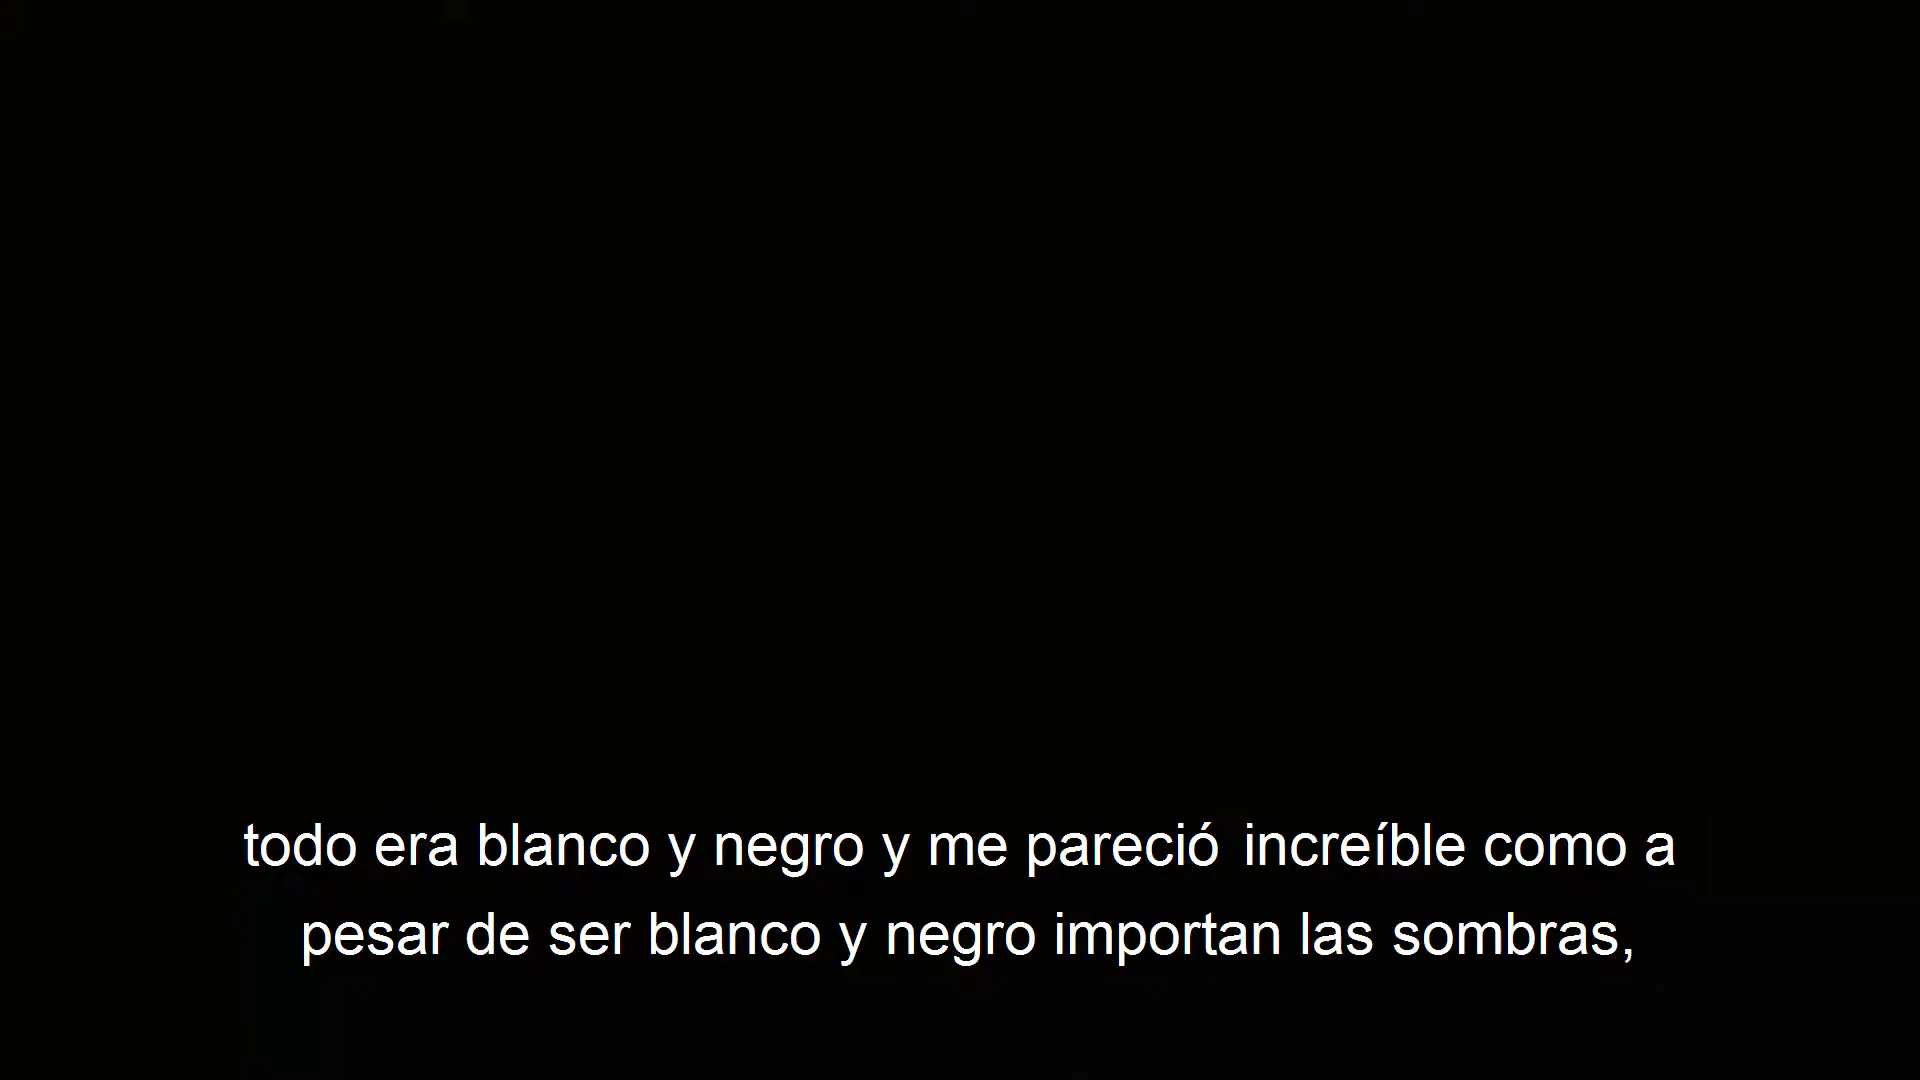 todo era blanco y negro y me pareció increíble como a
pesar de ser blanco y negro importan las sombras,